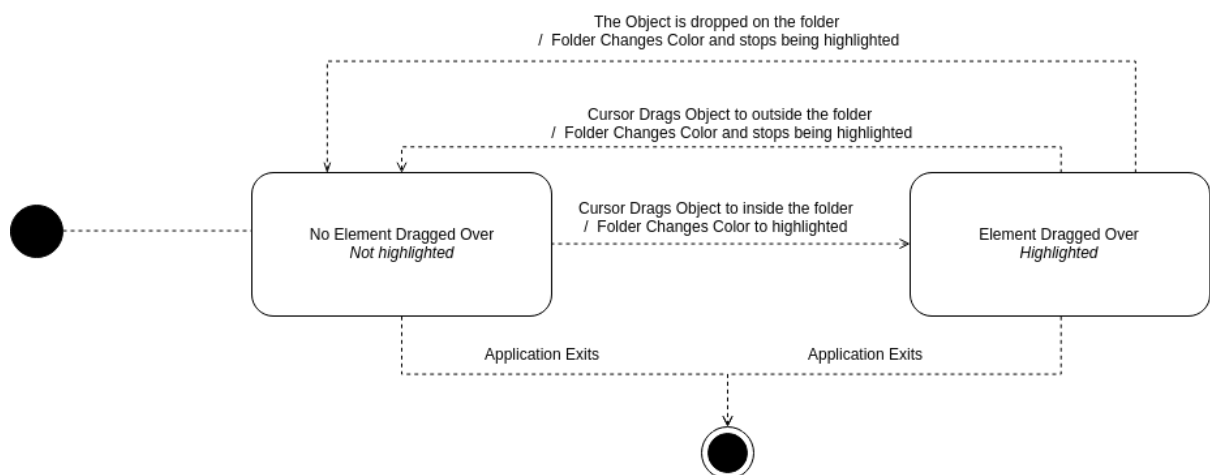 The Object is dropped on the folder
/ Folder Changes Color and stops being highlighted
Cursor Drags Object to outside the folder
/ Folder Changes Color and stops being highlighted
No Element Dragged Over
Not highlighted
Cursor Drags Object to inside the folder
/ Folder Changes Color to highlighted
Element Dragged Over
Highlighted
Application Exits
Application Exits